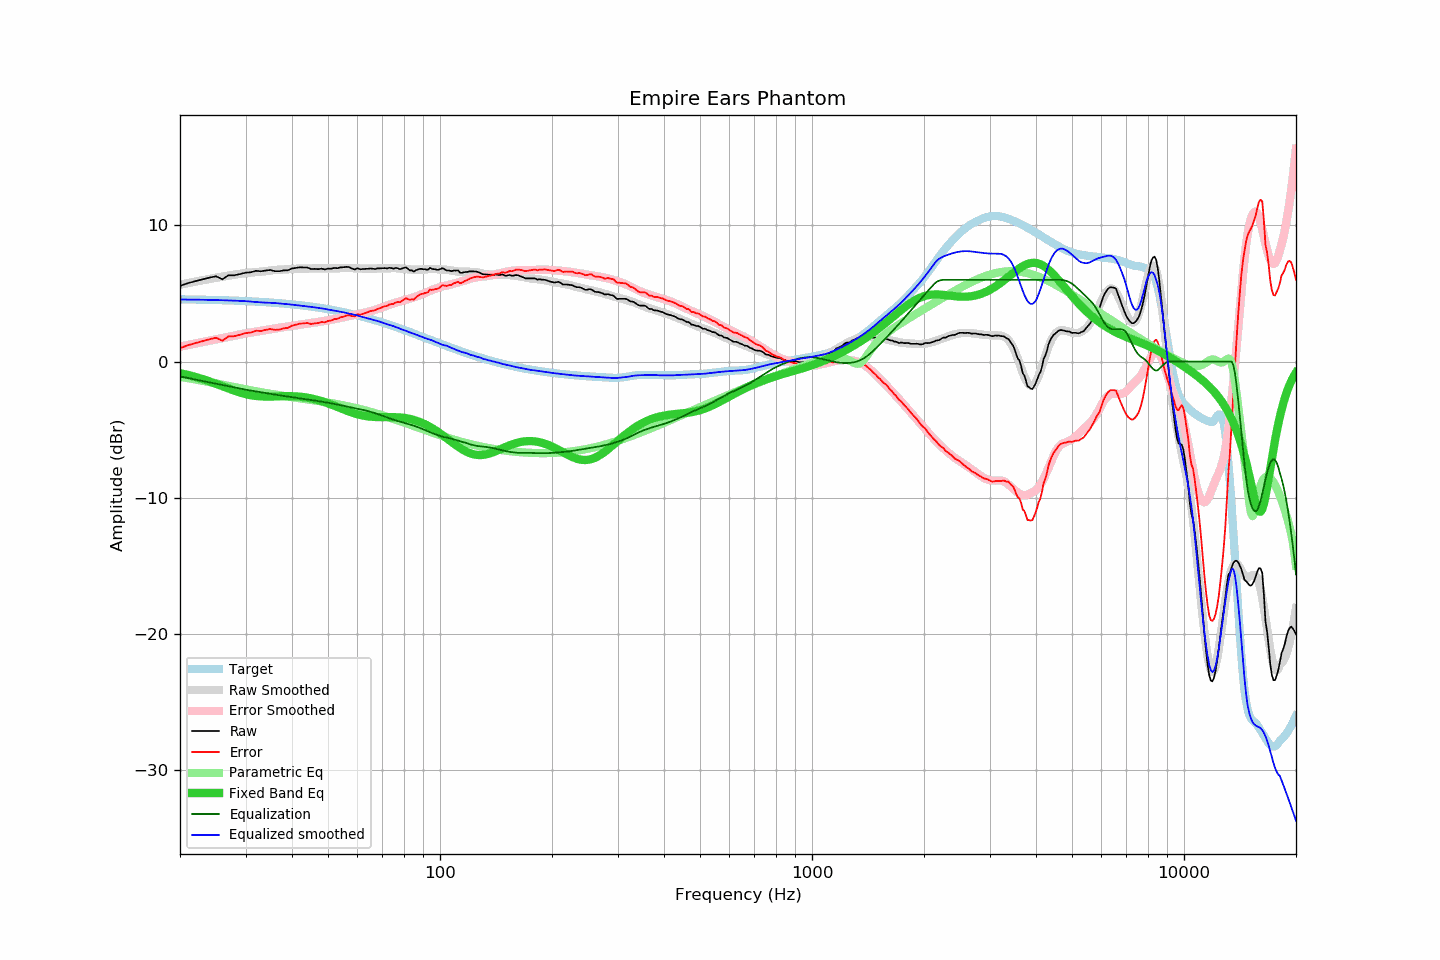 Empire Ears Phantom
Amplitude (dBr)
10
0
−10
−20
−30
Target
Raw Smoothed
Error Smoothed
Raw
Error
Parametric Eq
Fixed Band Eq
Equalization
Equalized smoothed
100
1000
10000
Frequency (Hz)